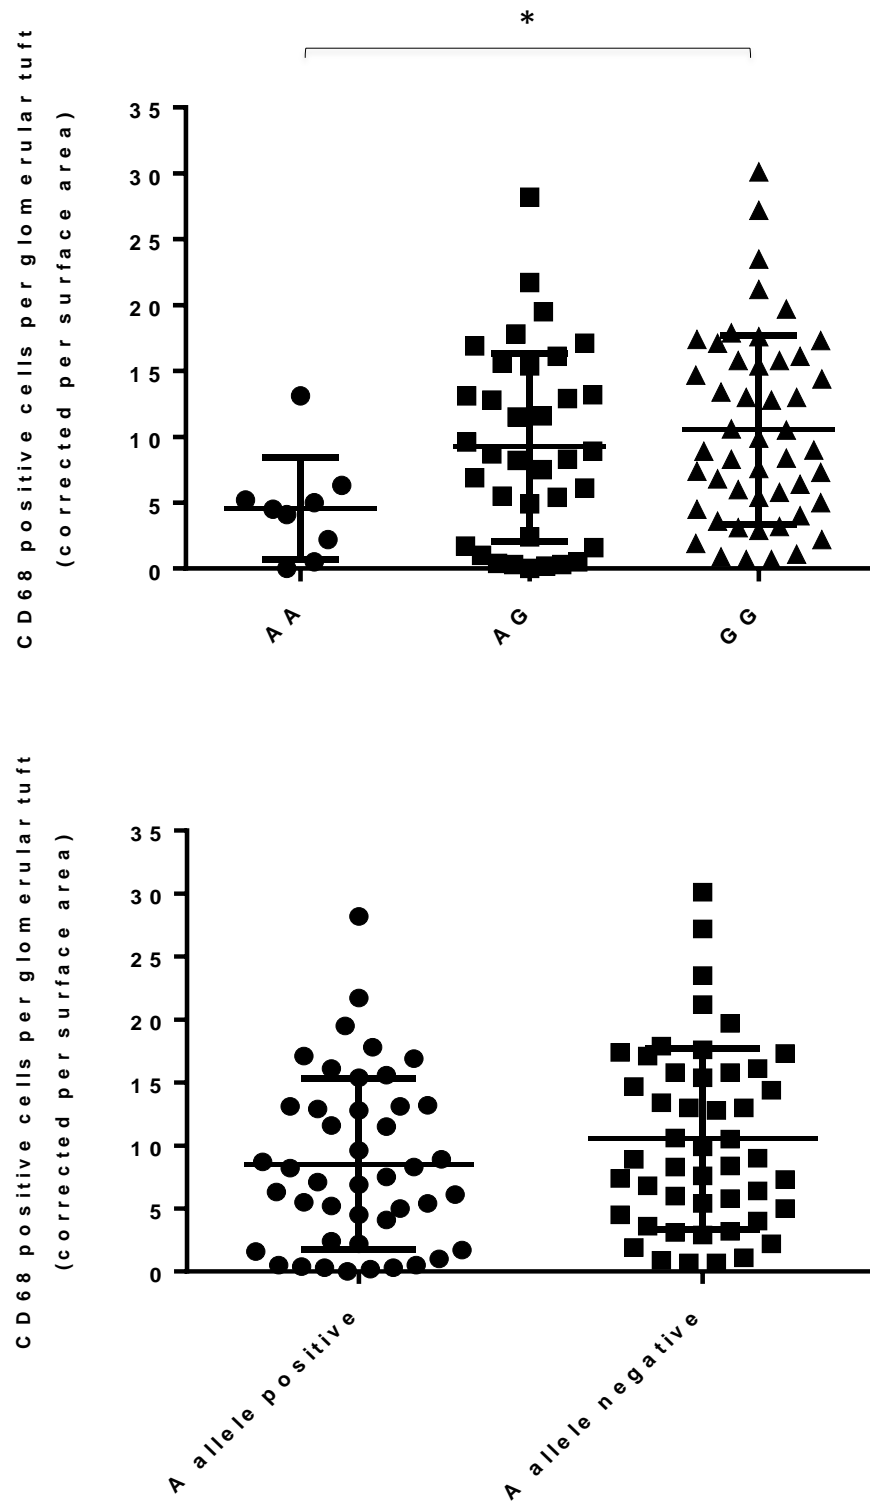 *
CD68 positive cells per glomerular tuft
(corrected per surface area)
35
30
25
20
15
10
5
0
AA
AG
GG
CD68 positive cells per glomerular tuft
(corrected per surface area)
35
30
25
20
15
10
5
0
A allele positive
A allele negative